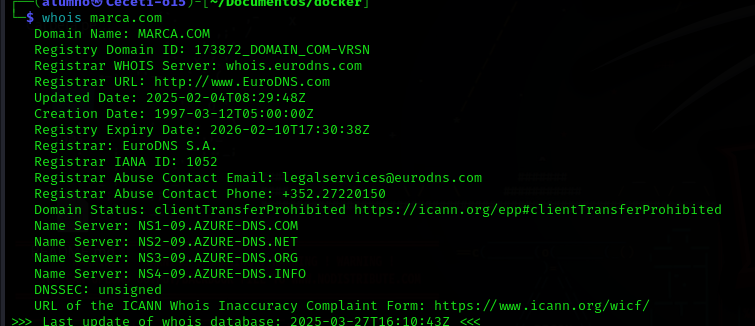 (alumno㉿Ceceti-o15)-[~/Documentos/docker]
$ whois marca.com
Domain Name: MARCA.COM
Registry Domain ID: 173872_DOMAIN_COM-VRSN
Registrar WHOIS Server: whois.eurodns.com
Registrar URL: http://www.EuroDNS.com
Updated Date: 2025-02-04T08:29:48Z
Creation Date: 1997-03-12T05:00:00Z
Registry Expiry Date: 2026-02-10T17:30:38Z
Registrar: EuroDNS S.A.
Registrar IANA ID: 1052
Registrar Abuse Contact Email: legalservices@eurodns.com
Registrar Abuse Contact Phone: +352.27220150
Domain Status: clientTransferProhibited https://icann.org/epp#clientTransferProhibited
Name Server: NS1-09.AZURE-DNS.COM
Name Server: NS2-09.AZURE-DNS.NET
Name Server: NS3-09.AZURE-DNS.ORG
Name Server: NS4-09.AZURE-DNS.INFO
DNSSEC: unsigned
URL of the ICANN Whois Inaccuracy Complaint Form: https://www.icann.org/wicf/
>>> Last update of whois database: 2025-03-27T16:10:43Z <<<